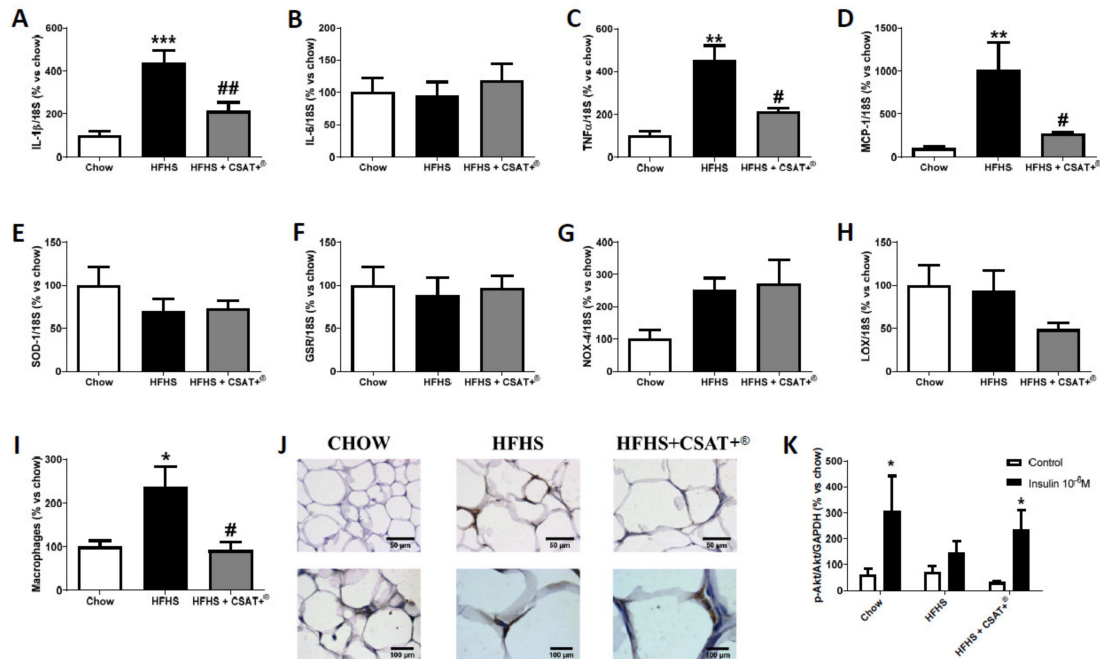 A
IL-1β/18S (% vs chow)
600
400
200
0
***
##
Chow
HFHS
HFHS + CSAT+®
B
IL-6/18S (% vs chow)
200
150
100
50
0
Chow
HFHS
HFHS + CSAT+®
C
TNFα/18S (% vs chow)
600
400
200
0
**
#
Chow
HFHS
HFHS + CSAT+®
D
MCP-1/18S (% vs chow)
1500
1000
500
0
**
#
Chow
HFHS
HFHS + CSAT+®
E
SOD-1/18S (% vs chow)
150
100
50
0
Chow
HFHS
HFHS + CSAT+®
F
GSR/18S (% vs chow)
150
100
50
0
Chow
HFHS
HFHS + CSAT+®
G
NOX-4/18S (% vs chow)
400
300
200
100
0
Chow
HFHS
HFHS + CSAT+®
H
LOX/18S (% vs chow)
150
100
50
0
Chow
HFHS
HFHS + CSAT+®
I
Macrophages (% vs chow)
300
200
100
0
*
#
Chow
HFHS
HFHS + CSAT+®
J
CHOW
HFHS
HFHS+CSAT+®
50 µm
50 µm
50 µm
100 µm
100 µm
100 µm
K
p-Akt/Akt/GAPDH (% vs chow)
500
400
300
200
100
0
Control
Insulin 10⁻⁶M
*
*
Chow
HFHS
HFHS + CSAT+®